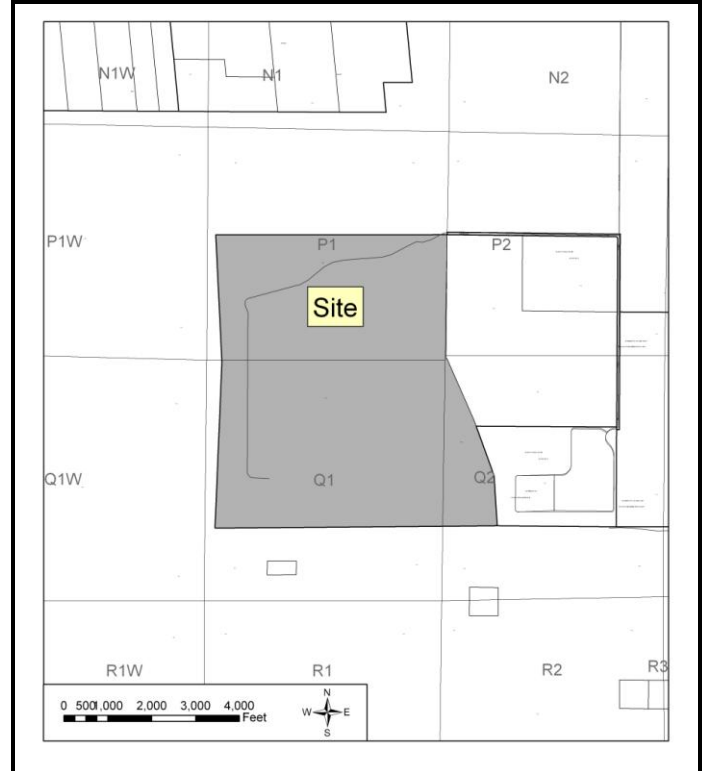 N1W N1 N2
P1W P1 P2
Site
Q1W Q1 Q2
R1W R1 R2 R3
0 500 1,000 2,000 3,000 4,000
Feet
N
W E
S